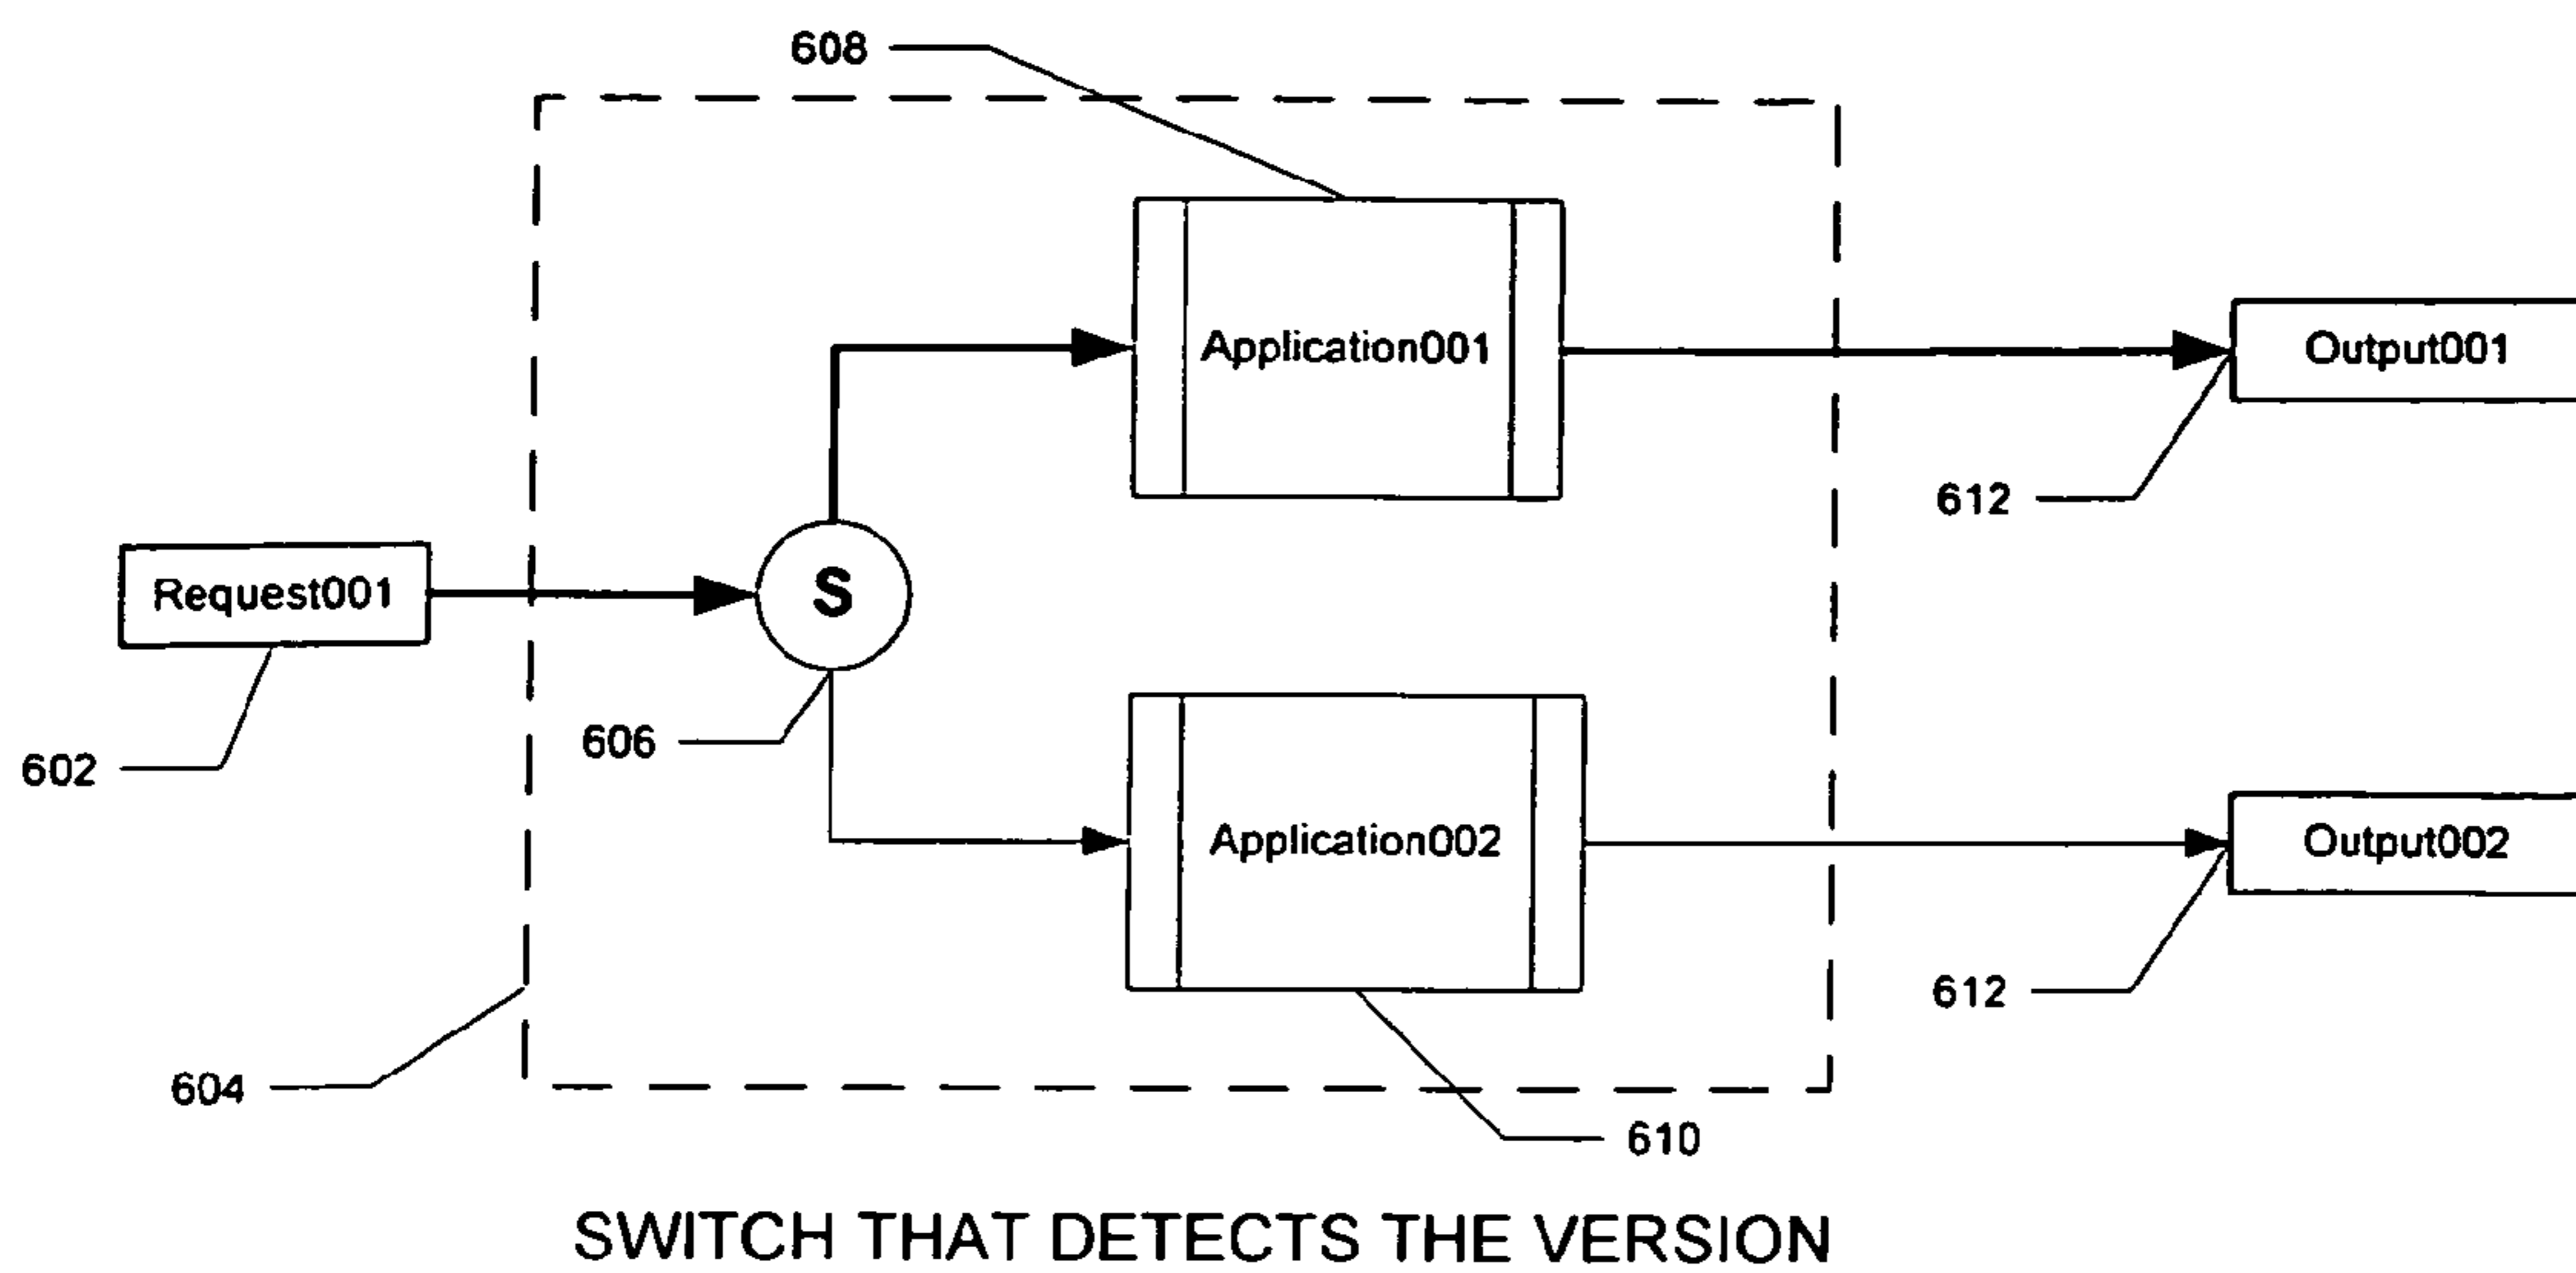 608
Application001
Output001
612
Request001
S
606
602
Application002
Output002
612
604
610
SWITCH THAT DETECTS THE VERSION